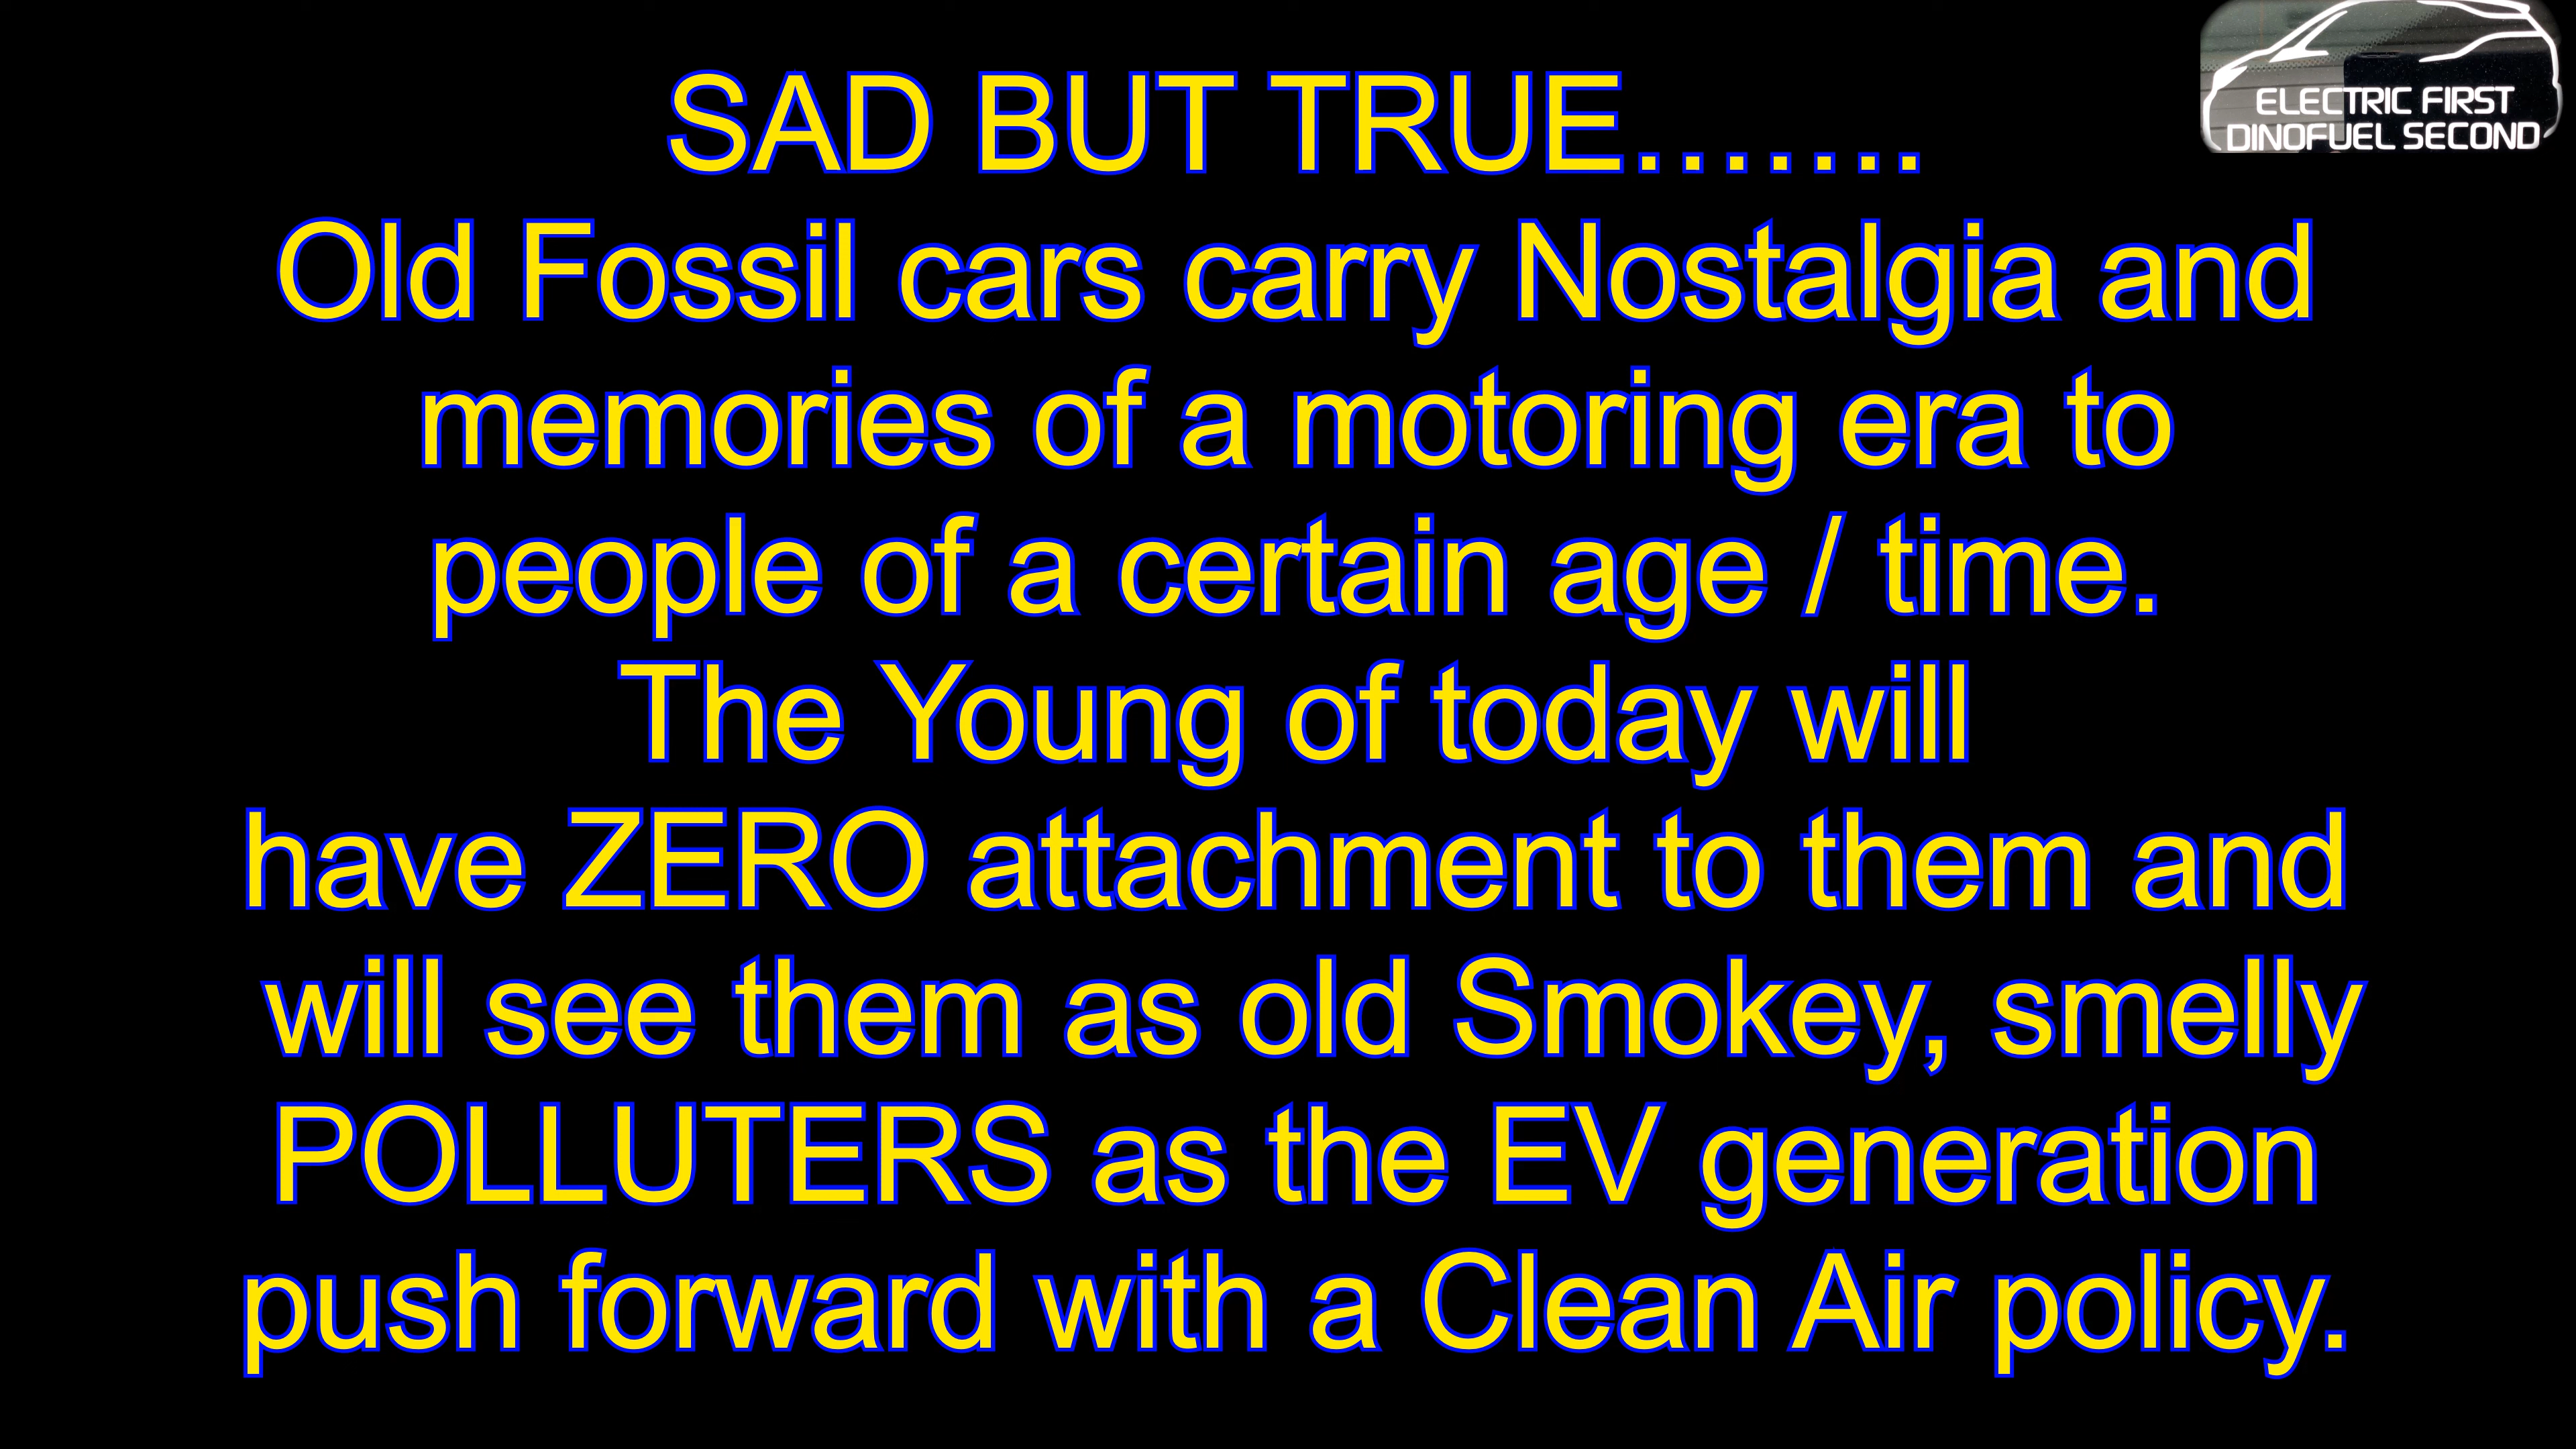 SAD BUT TRUE.......
Old Fossil cars carry Nostalgia and
memories of a motoring era to
people of a certain age / time.
The Young of today will
have ZERO attachment to them and
will see them as old Smokey, smelly
POLLUTERS as the EV generation
push forward with a Clean Air policy.
ELECTRIC FIRST
DINOFUEL SECOND